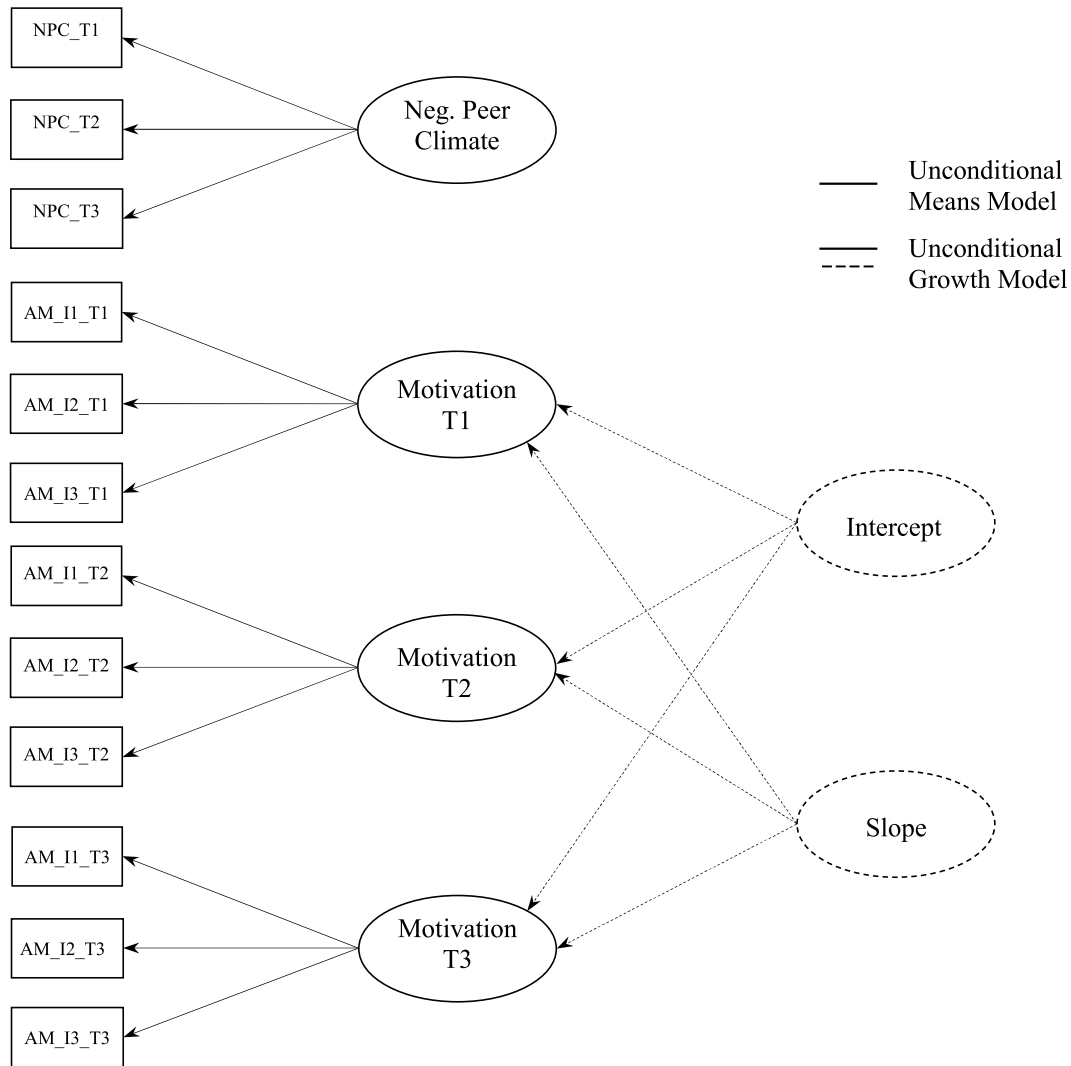 NPC_T1
NPC_T2
NPC_T3
Neg. Peer
Climate
Unconditional
Means Model
Unconditional
Growth Model
AM_I1_T1
AM_I2_T1
AM_I3_T1
Motivation
T1
AM_I1_T2
AM_I2_T2
AM_I3_T2
Motivation
T2
AM_I1_T3
AM_I2_T3
AM_I3_T3
Motivation
T3
Intercept
Slope